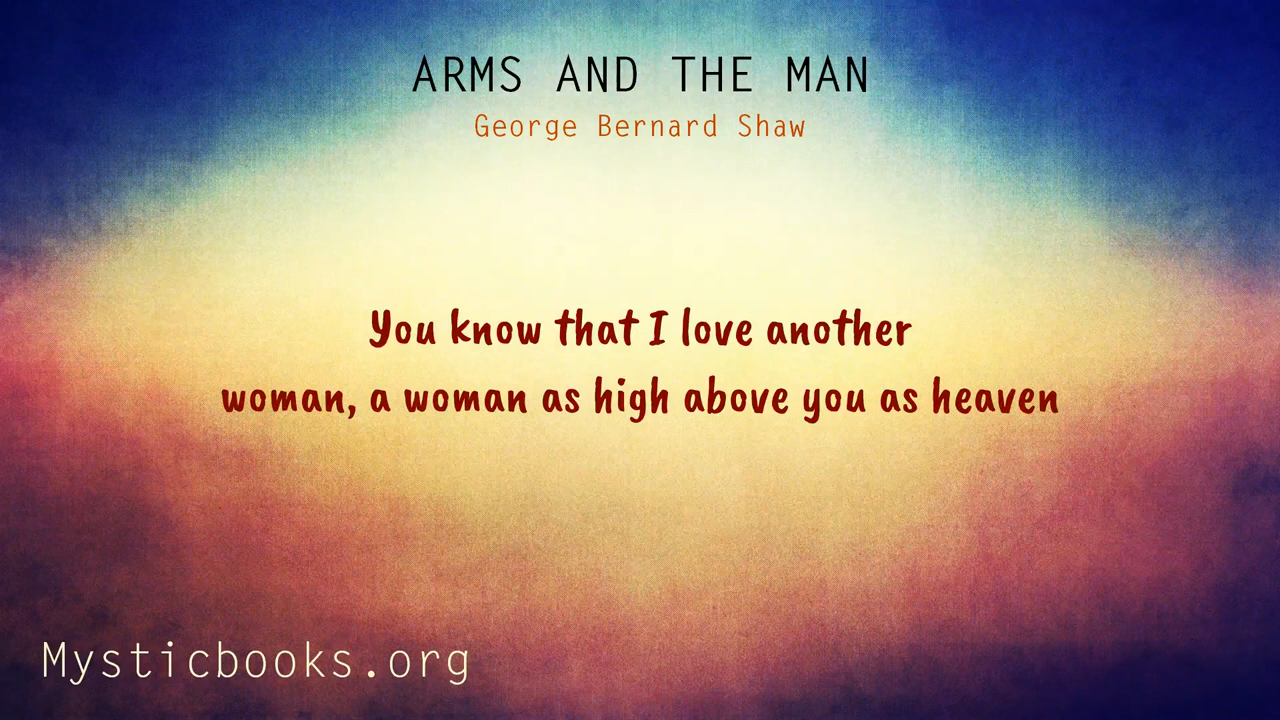 ARMS AND THE MAN
George Bernard Shaw
You know that I love another
woman, a woman as high above you as heaven
Mysticbooks.org